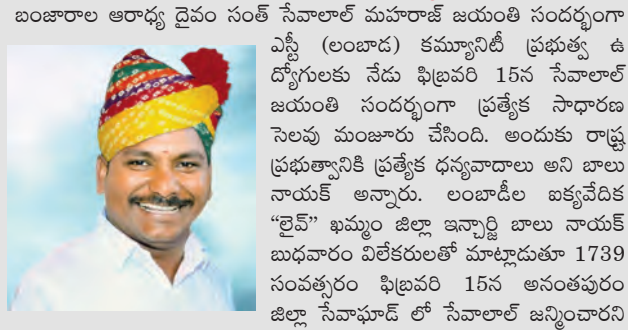 బంజారాల ఆరాధ్య దైవం సంత్ సేవాలాల్ మహరాజ్ జయంతి సందర్భంగా
ఎస్టీ (లంబాడ) కమ్యూనిటీ ప్రభుత్వ ఉ
ద్యోగులకు నేడు ఫిబ్రవరి 15న సేవాలాల్
జయంతి సందర్భంగా ప్రత్యేక సాధారణ
సెలవు మంజూరు చేసింది. అందుకు రాష్ట్ర
ప్రభుత్వానికి ప్రత్యేక ధన్యవాదాలు అని బాలు
నాయక్ అన్నారు. లంబాడీల ఐక్యవేదిక
“లైవ్” ఖమ్మం జిల్లా ఇన్చార్జి బాలు నాయక్
బుధవారం విలేకరులతో మాట్లాడుతూ 1739
సంవత్సరం ఫిబ్రవరి 15న అనంతపురం
జిల్లా సేవాఘాడ్ లో సేవాలాల్ జన్మించారని